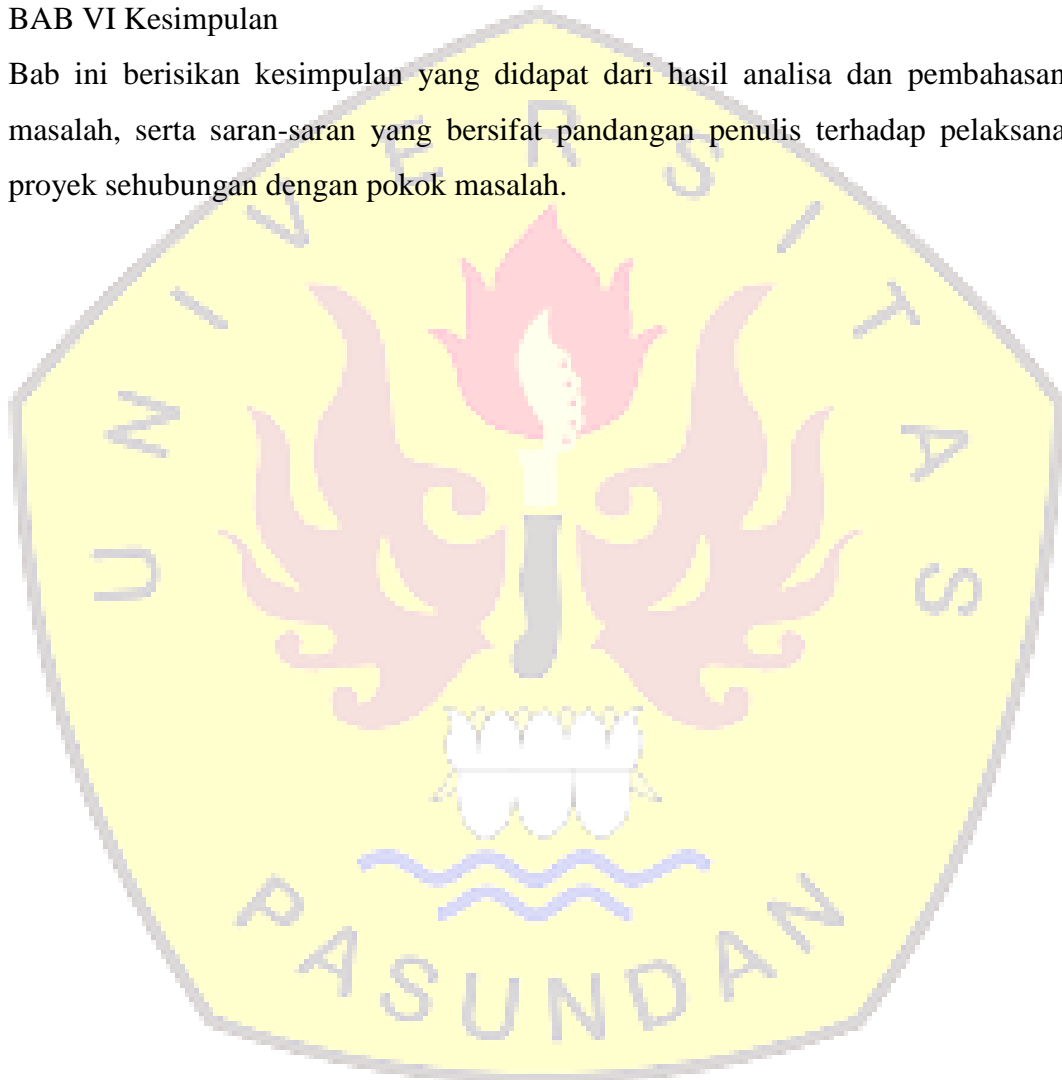 BAB VI Kesimpulan
Bab ini berisikan kesimpulan yang didapat dari hasil analisa dan pembahasan
masalah, serta saran-saran yang bersifat pandangan penulis terhadap pelaksana
proyek sehubungan dengan pokok masalah.
UNIVERSITAS
PASUNDAN